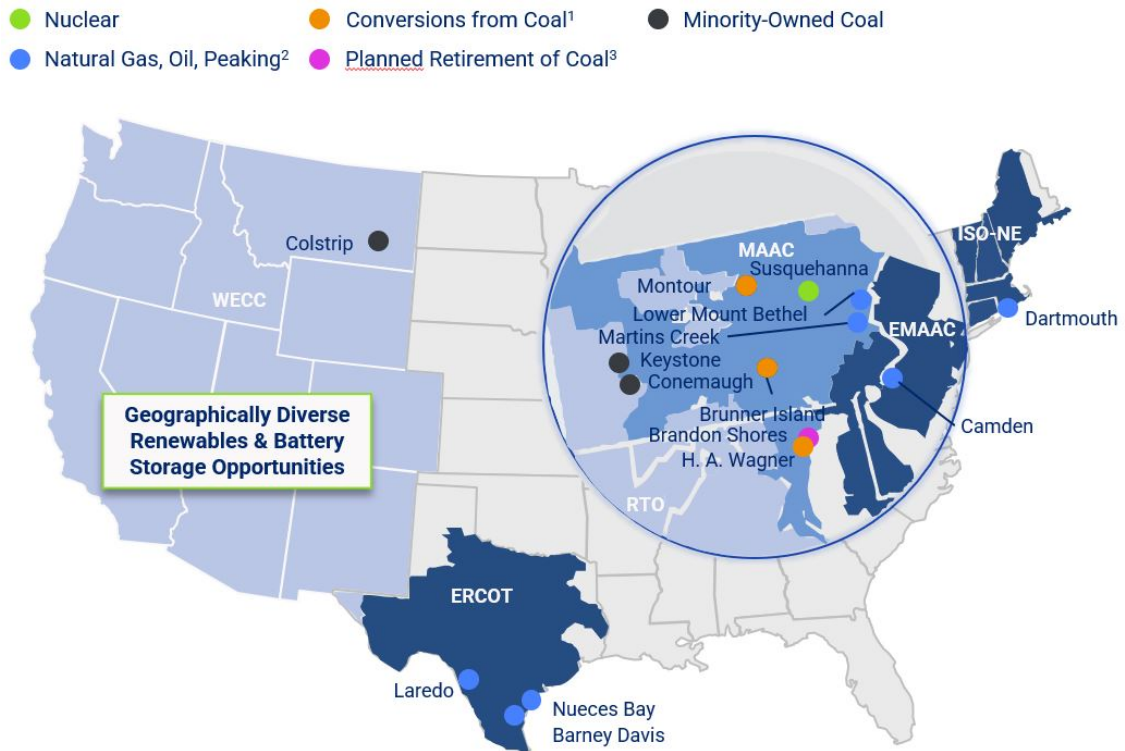 Nuclear
Conversions from Coal¹
Minority-Owned Coal
Natural Gas, Oil, Peaking²
Planned Retirement of Coal³
Colstrip
WECC
MAAC
ISO-NE
Susquehanna
Montour
Lower Mount Bethel
Martins Creek
EMAAC
Dartmouth
Keystone
Conemaugh
Geographically Diverse
Renewables & Battery
Storage Opportunities
Brunner Island
Camden
Brandon Shores
H. A. Wagner
RTO
ERCOT
Laredo
Nueces Bay
Barney Davis